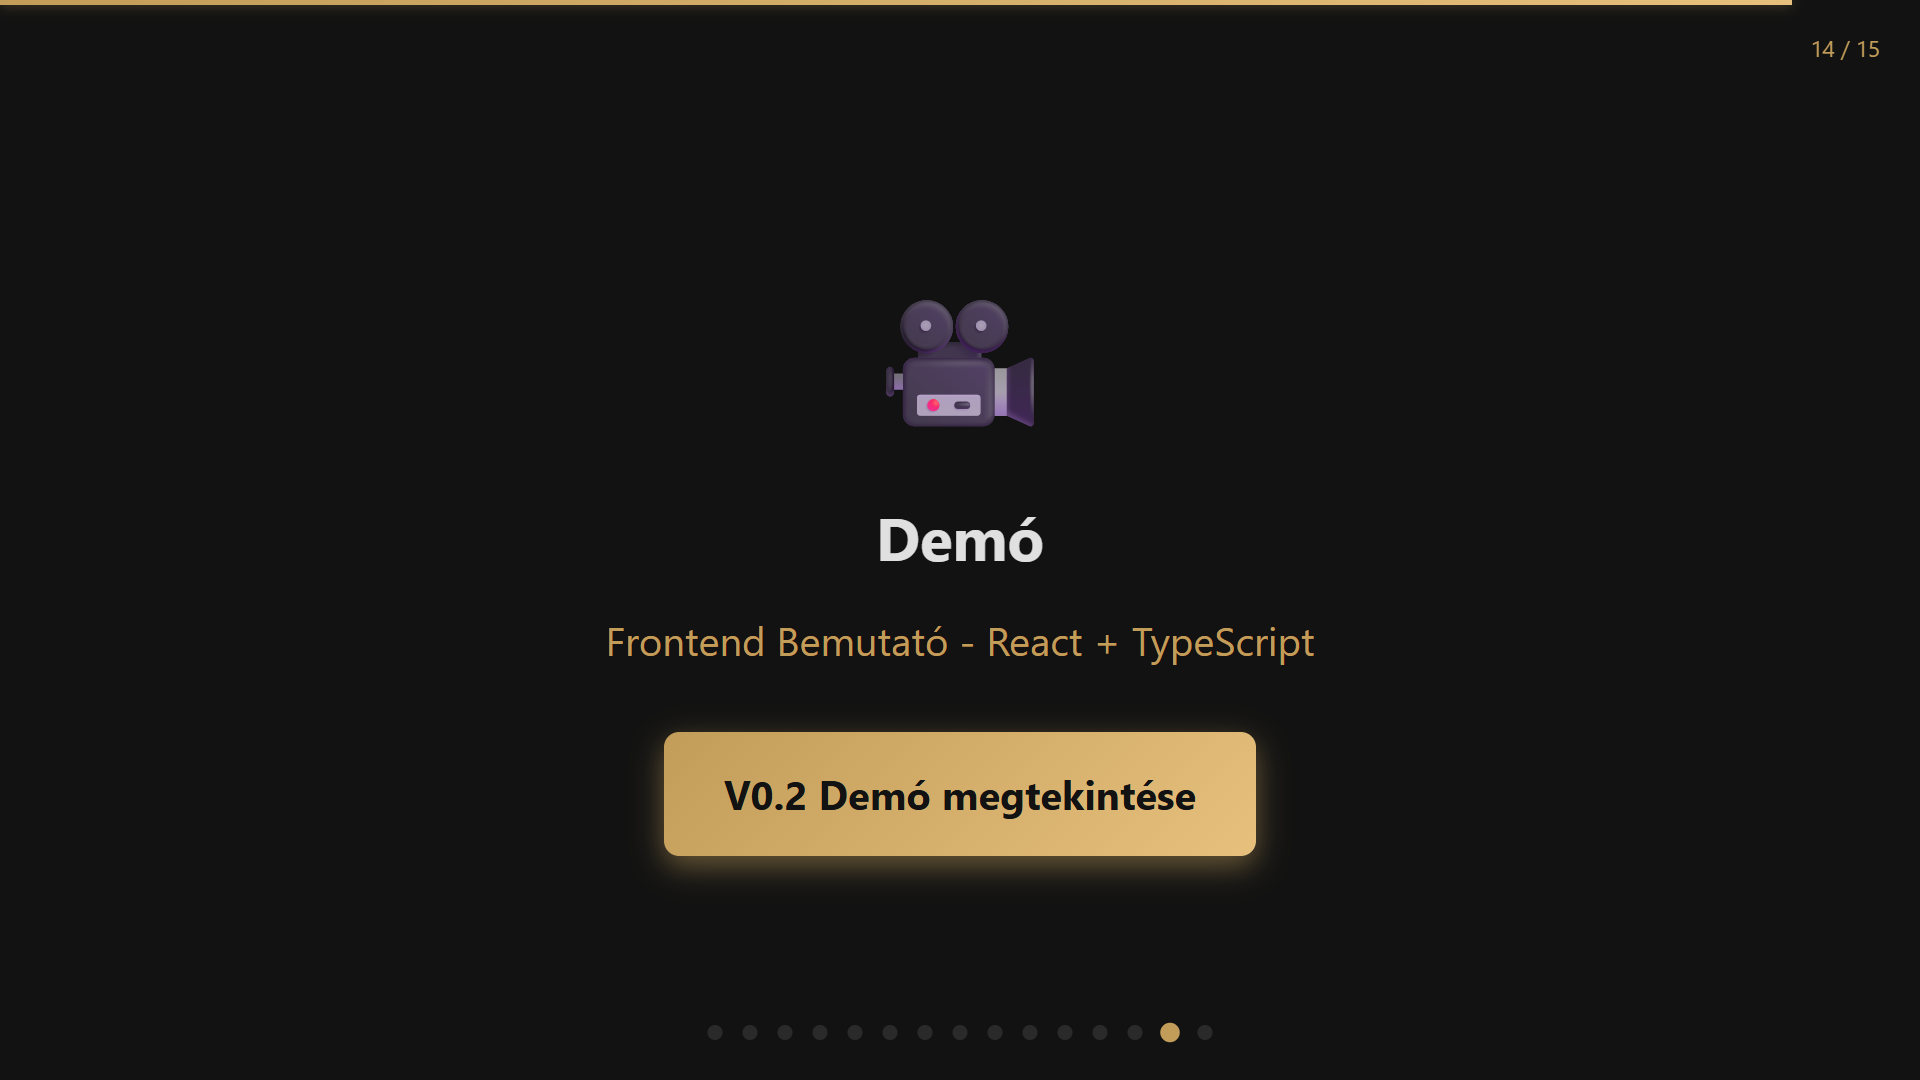 14 / 15
Demó
Frontend Bemutató - React + TypeScript
V0.2 Demó megtekintése